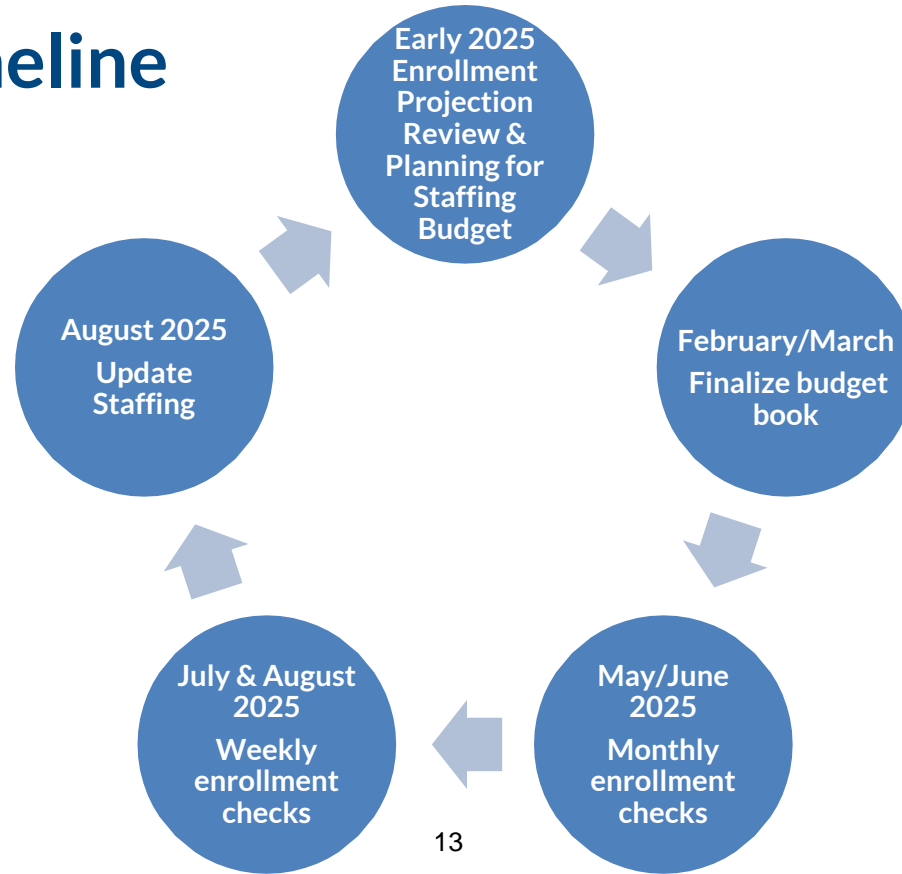 neline
Early 2025
Enrollment
Projection
Review &
Planning for
Staffing
Budget
February/March
Finalize budget
book
May/June
2025
Monthly
enrollment
checks
July & August
2025
Weekly
enrollment
checks
August 2025
Update
Staffing
13